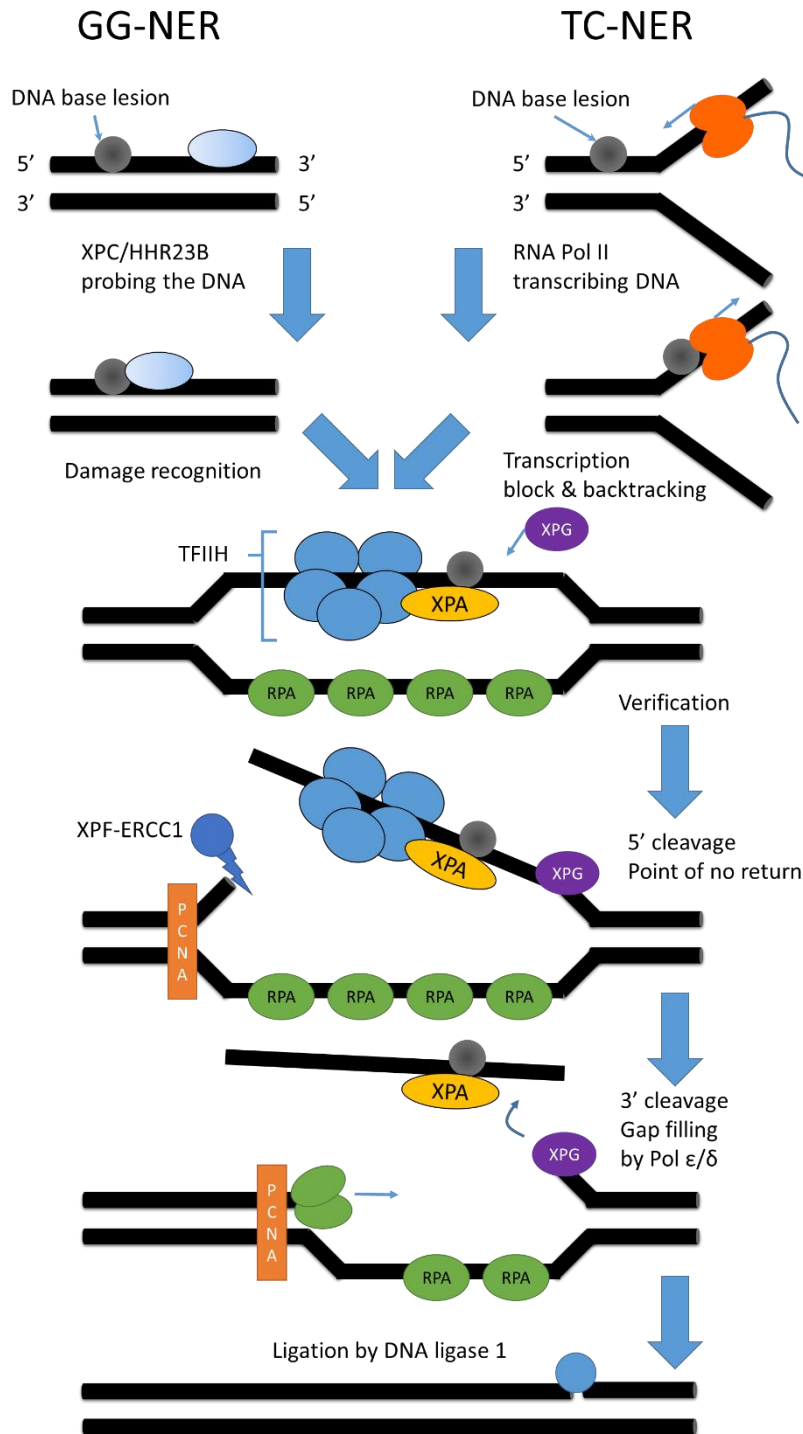 GG-NER
TC-NER
DNA base lesion
DNA base lesion
5’
3’
3’
5’
5’
3’
XPC/HHR23B
probing the DNA
RNA Pol II
transcribing DNA
Damage recognition
Transcription
block & backtracking
XPG
TFIIH
XPA
RPA
RPA
RPA
RPA
Verification
XPF-ERCC1
XPA
XPG
5’ cleavage
Point of no return
PCNA
RPA
RPA
RPA
RPA
XPA
3’ cleavage
Gap filling
by Pol ε/δ
XPG
PCNA
RPA
RPA
Ligation by DNA ligase 1